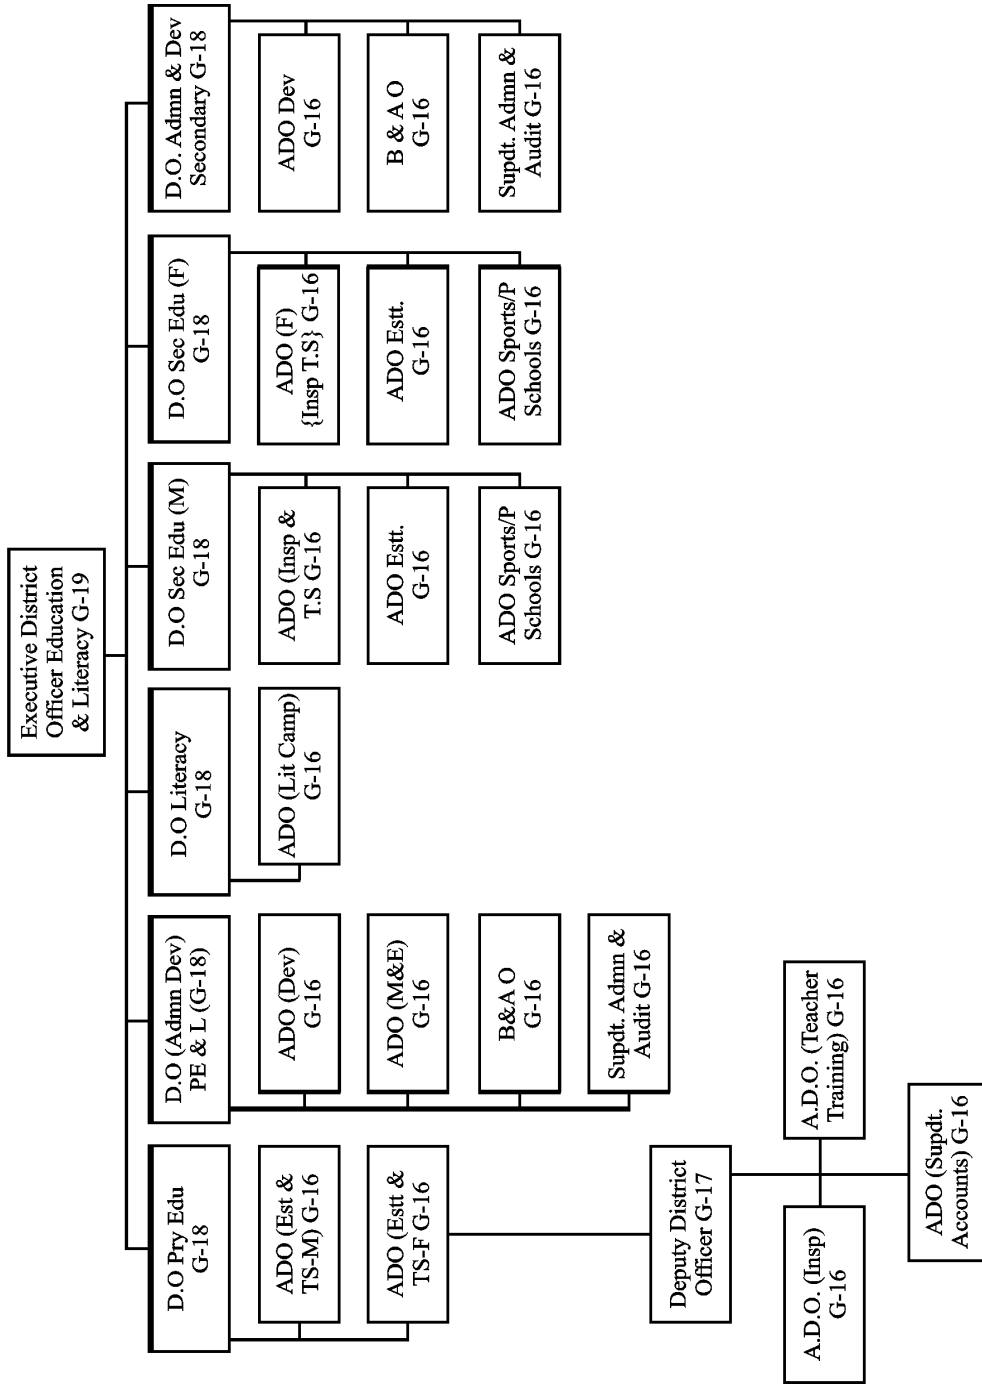 Executive District
Officer Education
& Literacy G-19
D.O Pry Edu
G-18
ADO (Est &
TS-M) G-16
ADO (Estt &
TS-F G-16
Deputy District
Officer G-17
A.D.O. (Insp)
G-16
A.D.O. (Teacher
Training) G-16
ADO (Supdt.
Accounts) G-16
D.O (Admn Dev)
PE & L (G-18)
ADO (Dev)
G-16
ADO (M&E)
G-16
B&A O
G-16
Supdt. Admn &
Audit G-16
D.O Literacy
G-18
ADO (Lit Camp)
G-16
D.O Sec Edu (M)
G-18
ADO (Insp &
T.S G-16
ADO Estt.
G-16
ADO Sports/P
Schools G-16
D.O Sec Edu (F)
G-18
ADO (F)
{Insp T.S} G-16
ADO Estt.
G-16
ADO Sports/P
Schools G-16
D.O. Admn & Dev
Secondary G-18
ADO Dev
G-16
B & A O
G-16
Supdt. Admn &
Audit G-16